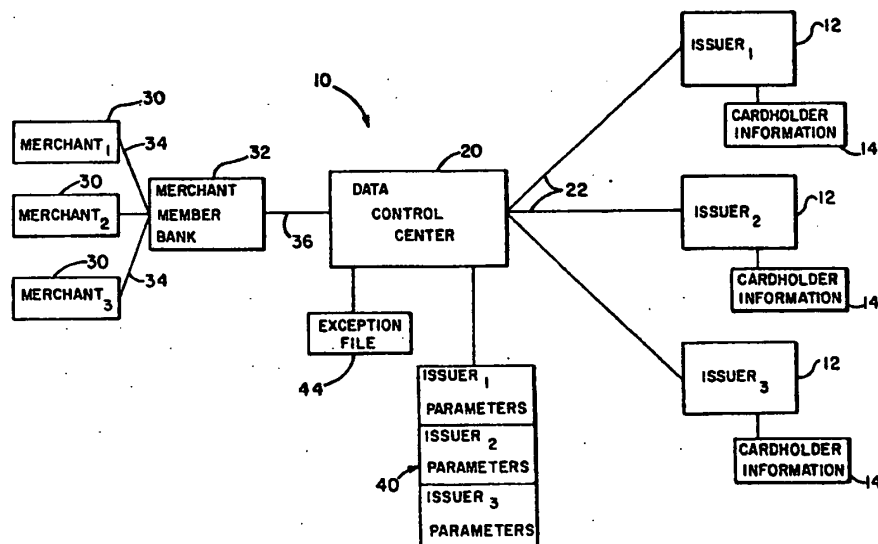 10
30
MERCHANT1
34
30
MERCHANT2
30
MERCHANT3
34
32
MERCHANT
MEMBER
BANK
36
20
DATA
CONTROL
CENTER
22
EXCEPTION
FILE
44
40
ISSUER1
PARAMETERS
ISSUER2
PARAMETERS
ISSUER3
PARAMETERS
ISSUER1
12
CARDHOLDER
INFORMATION
14
ISSUER2
12
CARDHOLDER
INFORMATION
14
ISSUER3
12
CARDHOLDER
INFORMATION
14